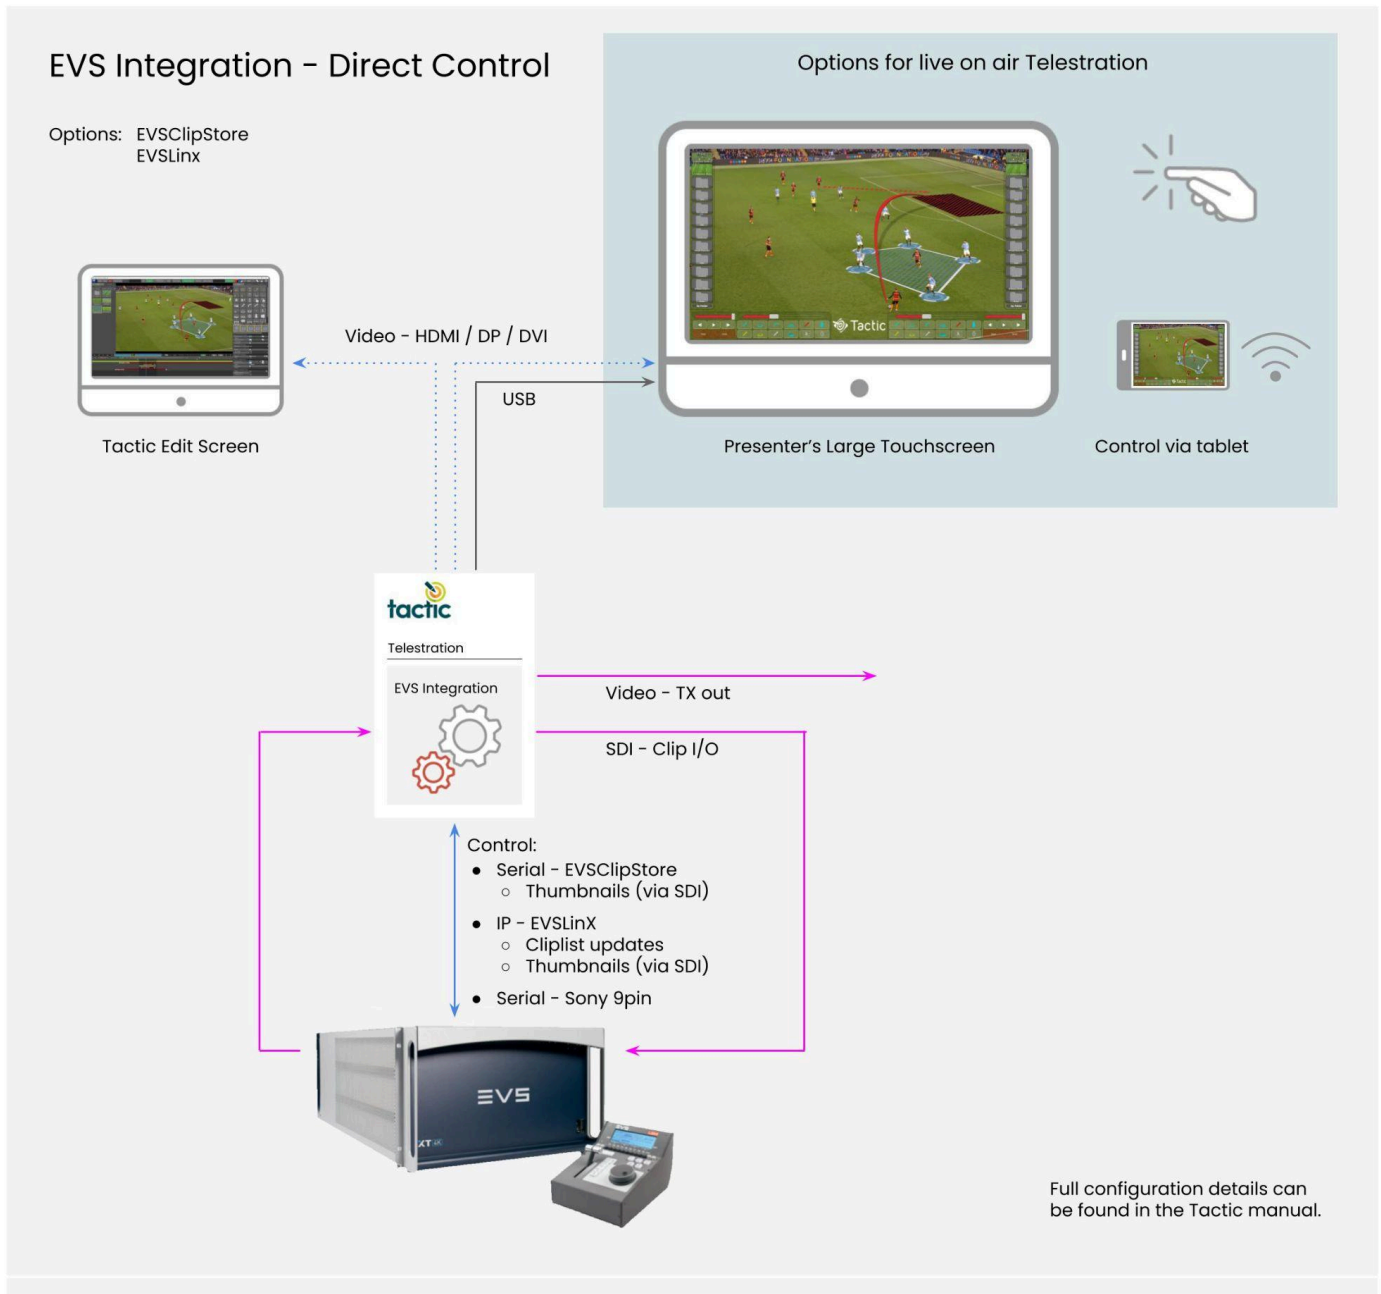 EVS Integration - Direct Control
Options: EVSClipStore
EVSLinx
Options for live on air Telestration
Tactic
Video - HDMI / DP / DVI
USB
Tactic Edit Screen
Presenter's Large Touchscreen
Control via tablet
tactic
Telestration
EVS Integration
Video - TX out
SDI - Clip I/O
Control:
● Serial - EVSClipStore
○ Thumbnails (via SDI)
● IP - EVSLinX
○ Cliplist updates
○ Thumbnails (via SDI)
● Serial - Sony 9pin
EVS
XT
EVS
Full configuration details can
be found in the Tactic manual.